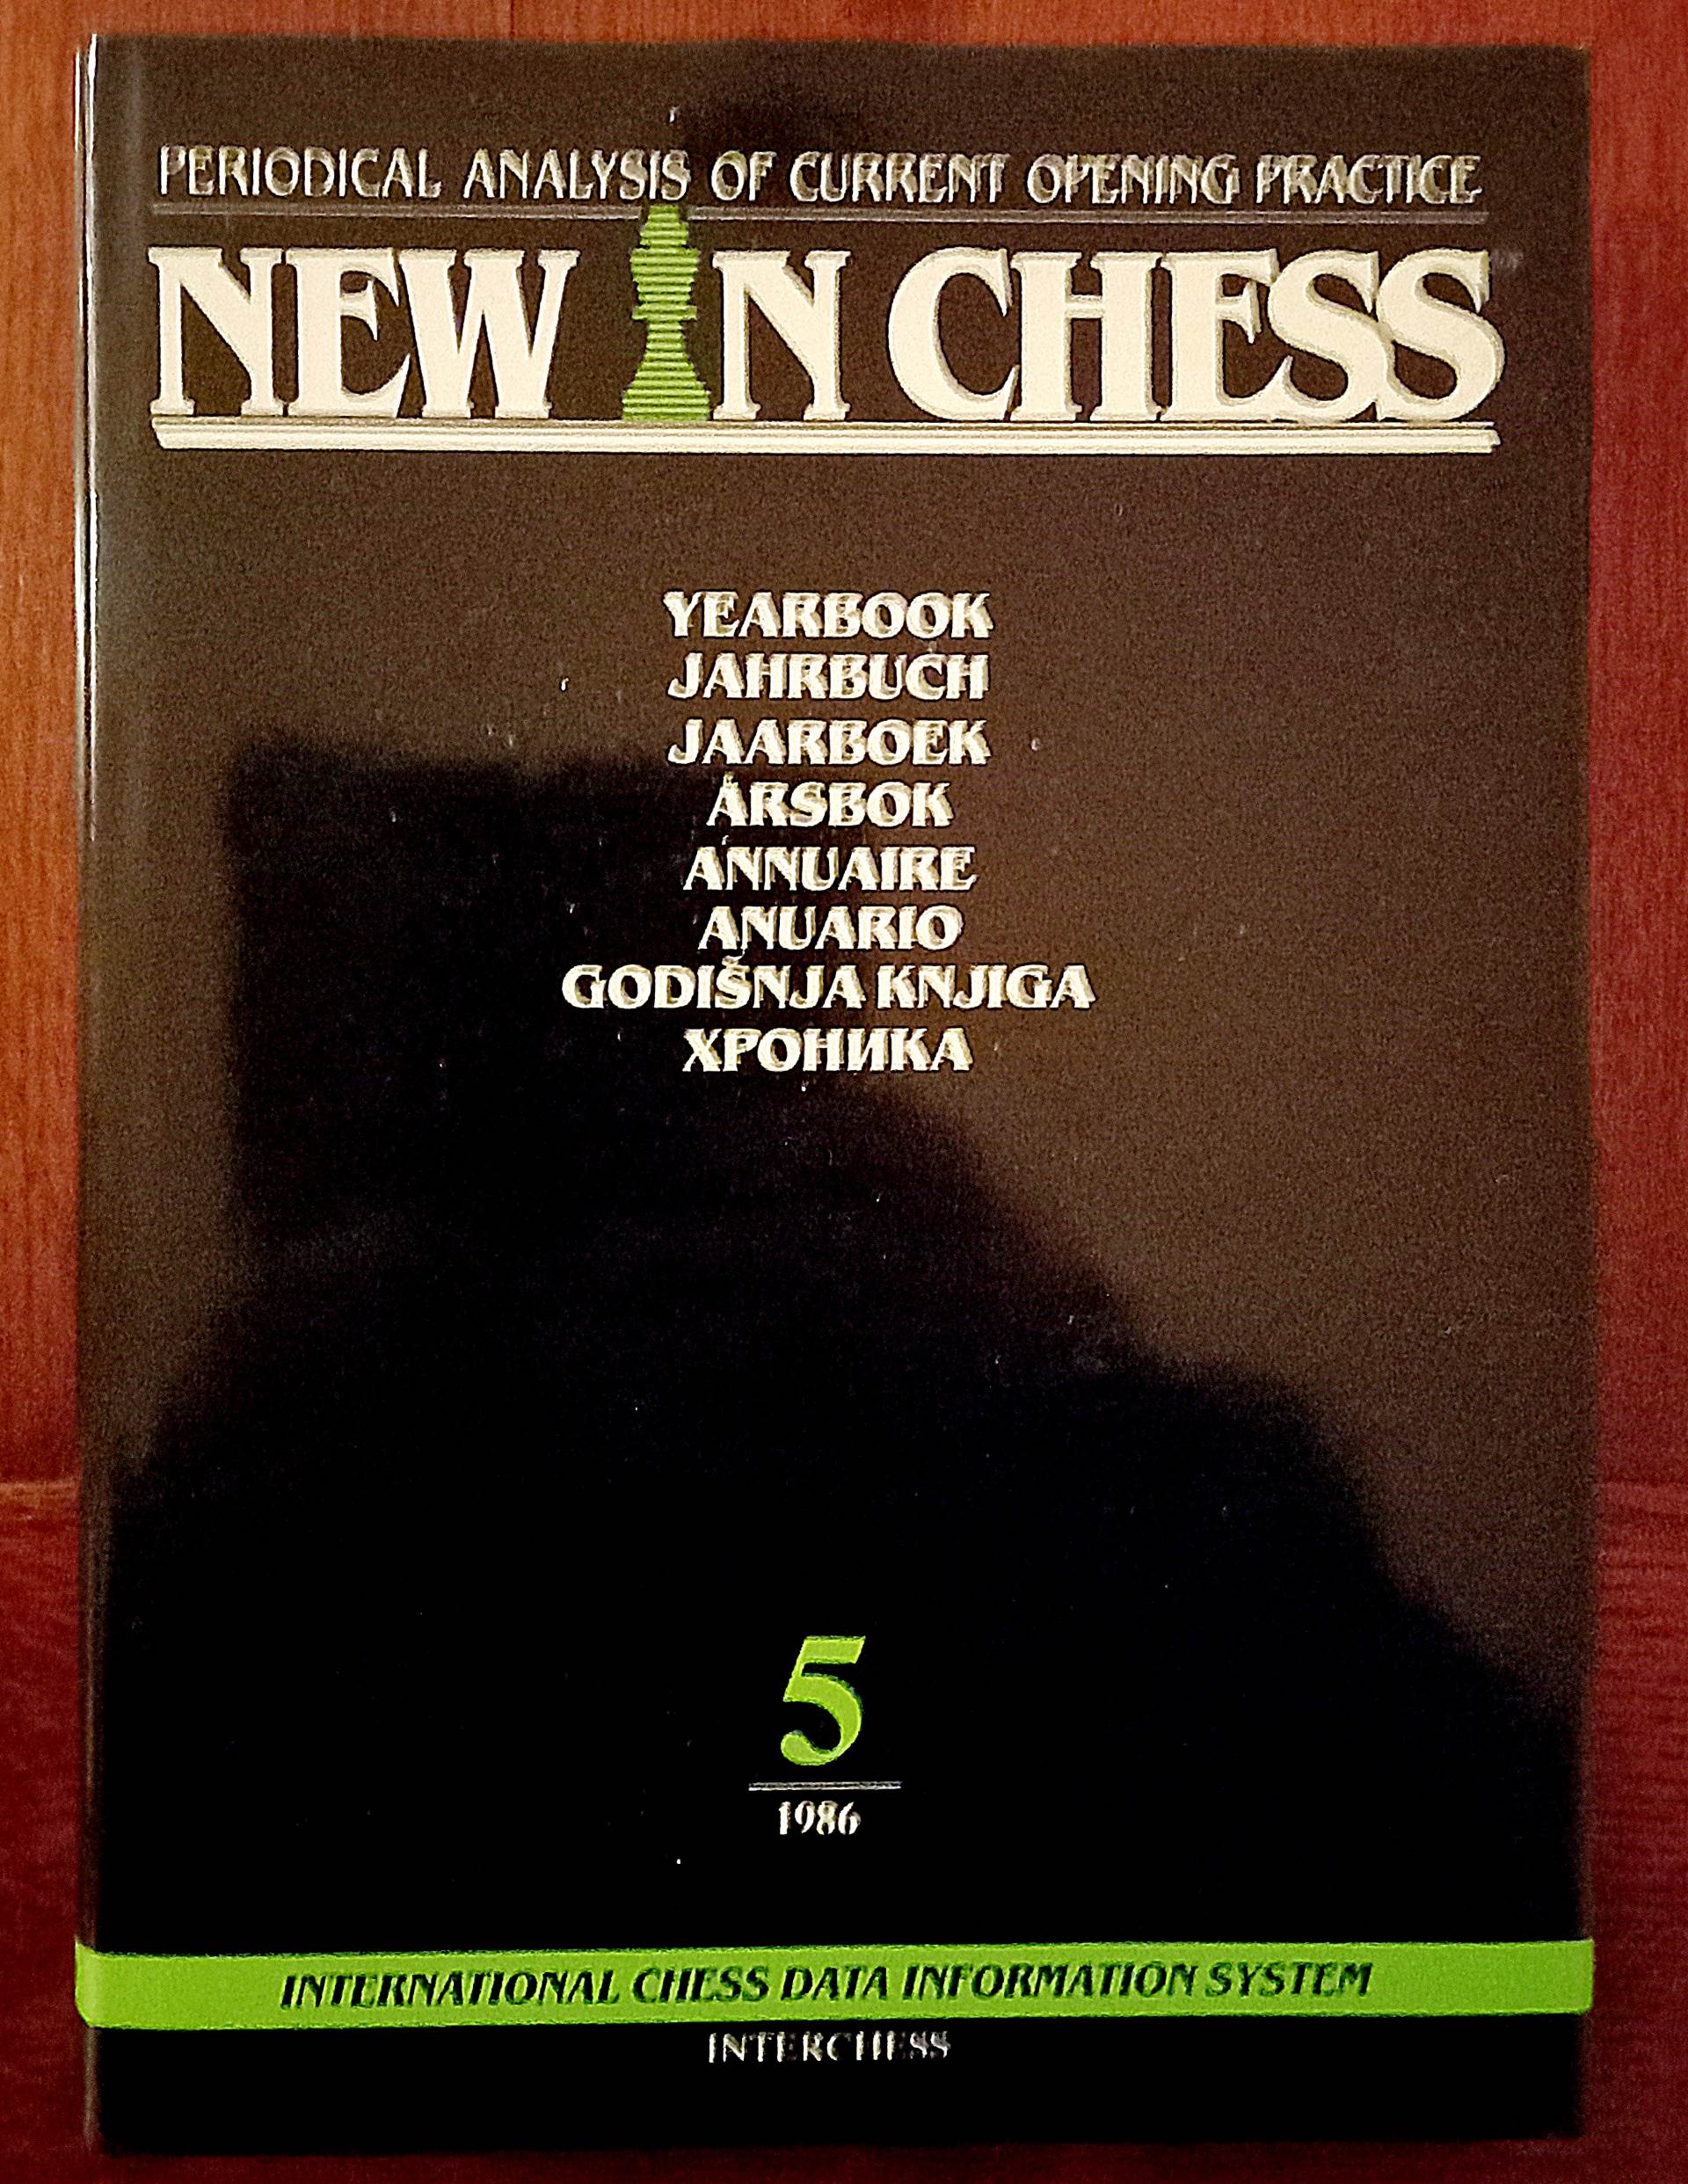 PERIODICAL ANALYSIS OF CURRENT OPENING PRACTICE
NEW IN CHESS
YEARBOOK
JAHRBUCH
JAARBOEK
ÅRSBOK
ANNUAIRE
ANUARIO
GODIŠNJA KNJIGA
ХРОНИКА
5
1986
INTERNATIONAL CHESS DATA INFORMATION SYSTEM
INTERCHESS